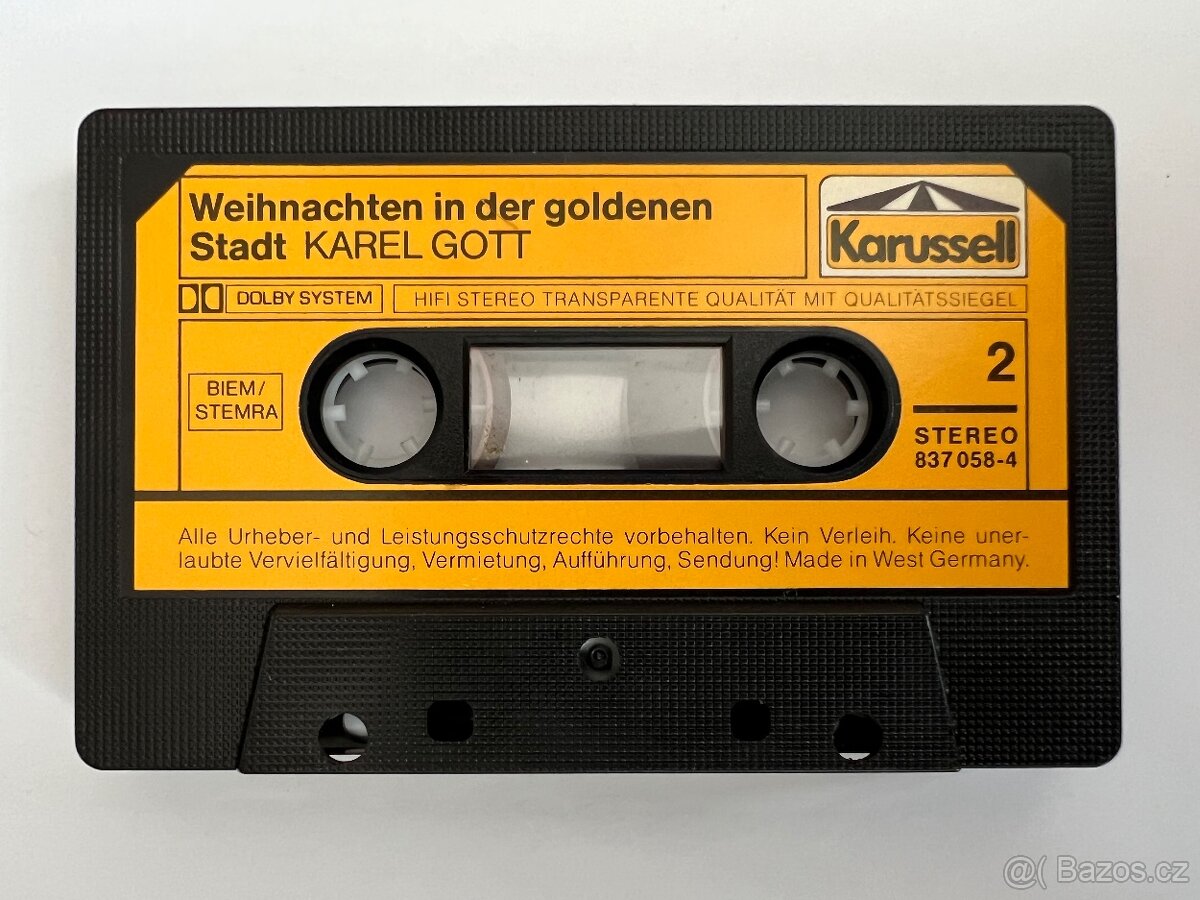 Weihnachten in der goldenen
Stadt KAREL GOTT
Karussell
DOLBY SYSTEM
HIFI STEREO TRANSPARENTE QUALITÄT MIT QUALITÄTSSIEGEL
BIEM/
STEMRA
2
STEREO
837 058-4
Alle Urheber- und Leistungsschutzrechte vorbehalten. Kein Verleih. Keine uner-
laubte Vervielfältigung, Vermietung, Aufführung, Sendung! Made in West Germany.
@( Bazos.cz